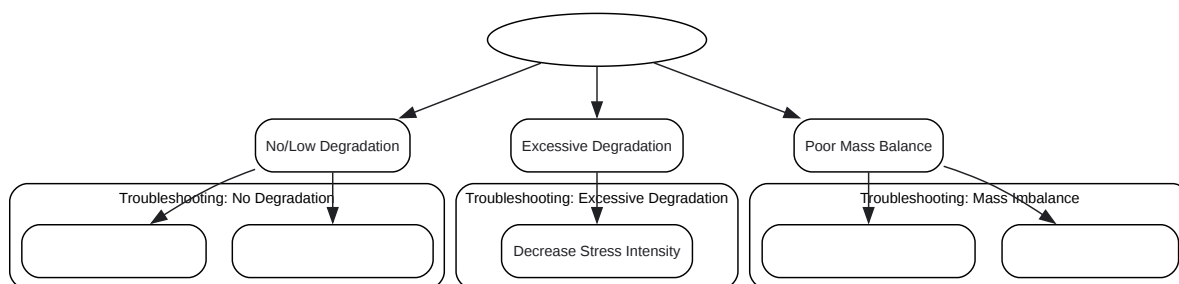 No/Low Degradation
Excessive Degradation
Poor Mass Balance
Troubleshooting: No Degradation
Troubleshooting: Excessive Degradation
Troubleshooting: Mass Imbalance
Decrease Stress Intensity